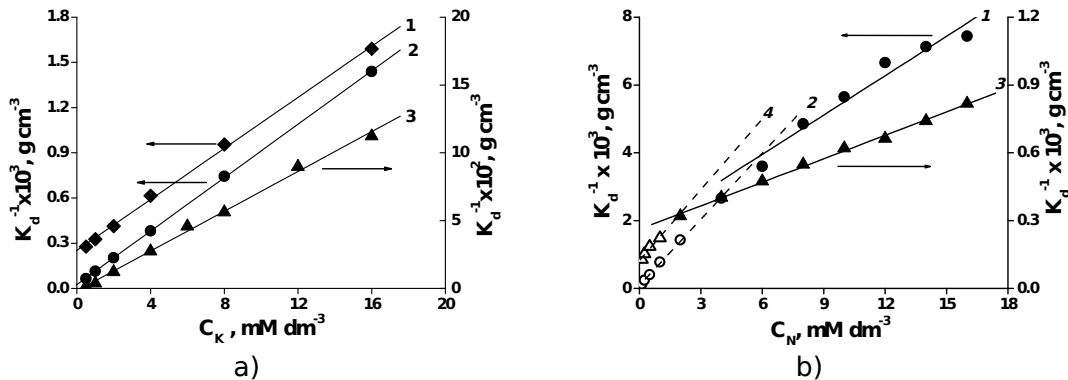 1.8
1.5
1.2
0.9
0.6
0.3
0.0
K_d^-1 x10^3, g cm^-3
0 4 8 12 16 20
C_K , mM dm^-3
20
15
10
5
0
K_d^-1 x10^2, g cm^-3
1
2
3
a)
8
6
4
2
0
K_d^-1 x 10^3, g cm^-3
0 3 6 9 12 15 18
C_N, mM dm^-3
1.2
0.9
0.6
0.3
0.0
K_d^-1 x 10^3, g cm^-3
1
4 2
3
b)